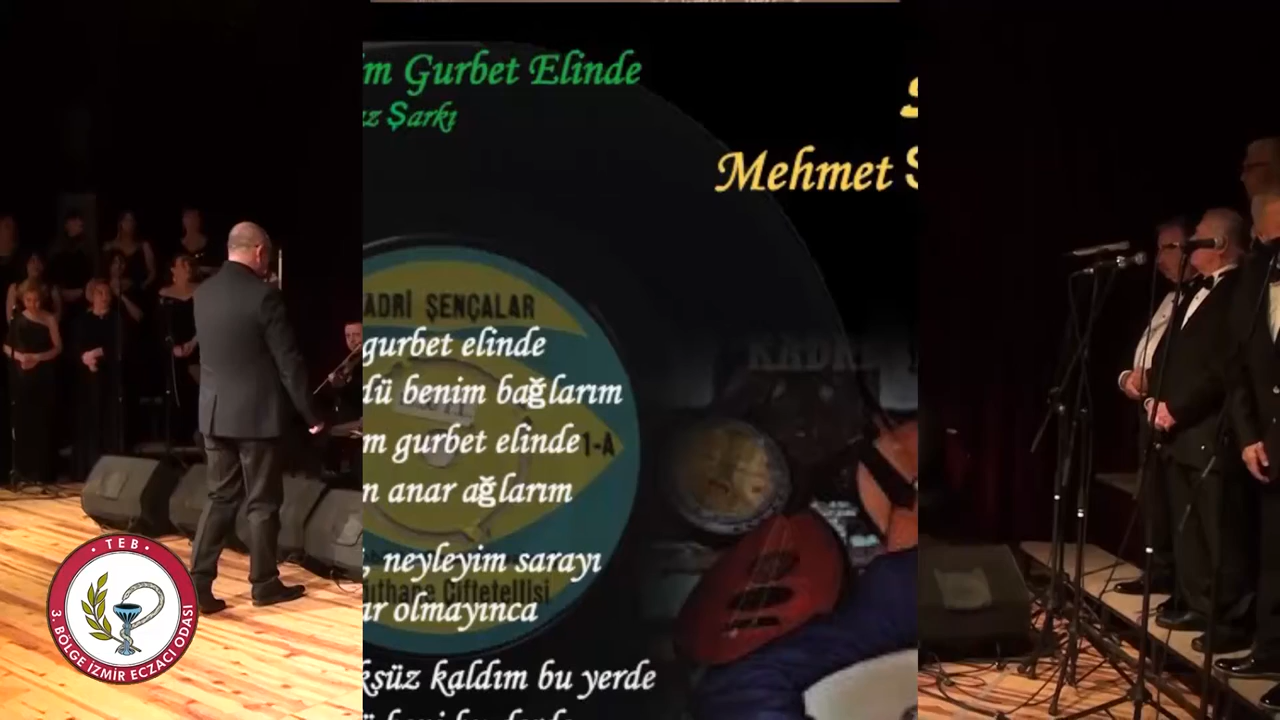 m Gurbet Elinde
z Şarkı
Mehmet
ADRİ ŞENÇALAR
gurbet elinde
dü benim bağlarım
m gurbet elinde
1-A
n anar ağlarım
, neyleyim sarayı
Çiftetellisi
ar olmayınca
ksüz kaldım bu yerde
• TEB •
3. BÖLGE İZMİR ECZACI ODASI